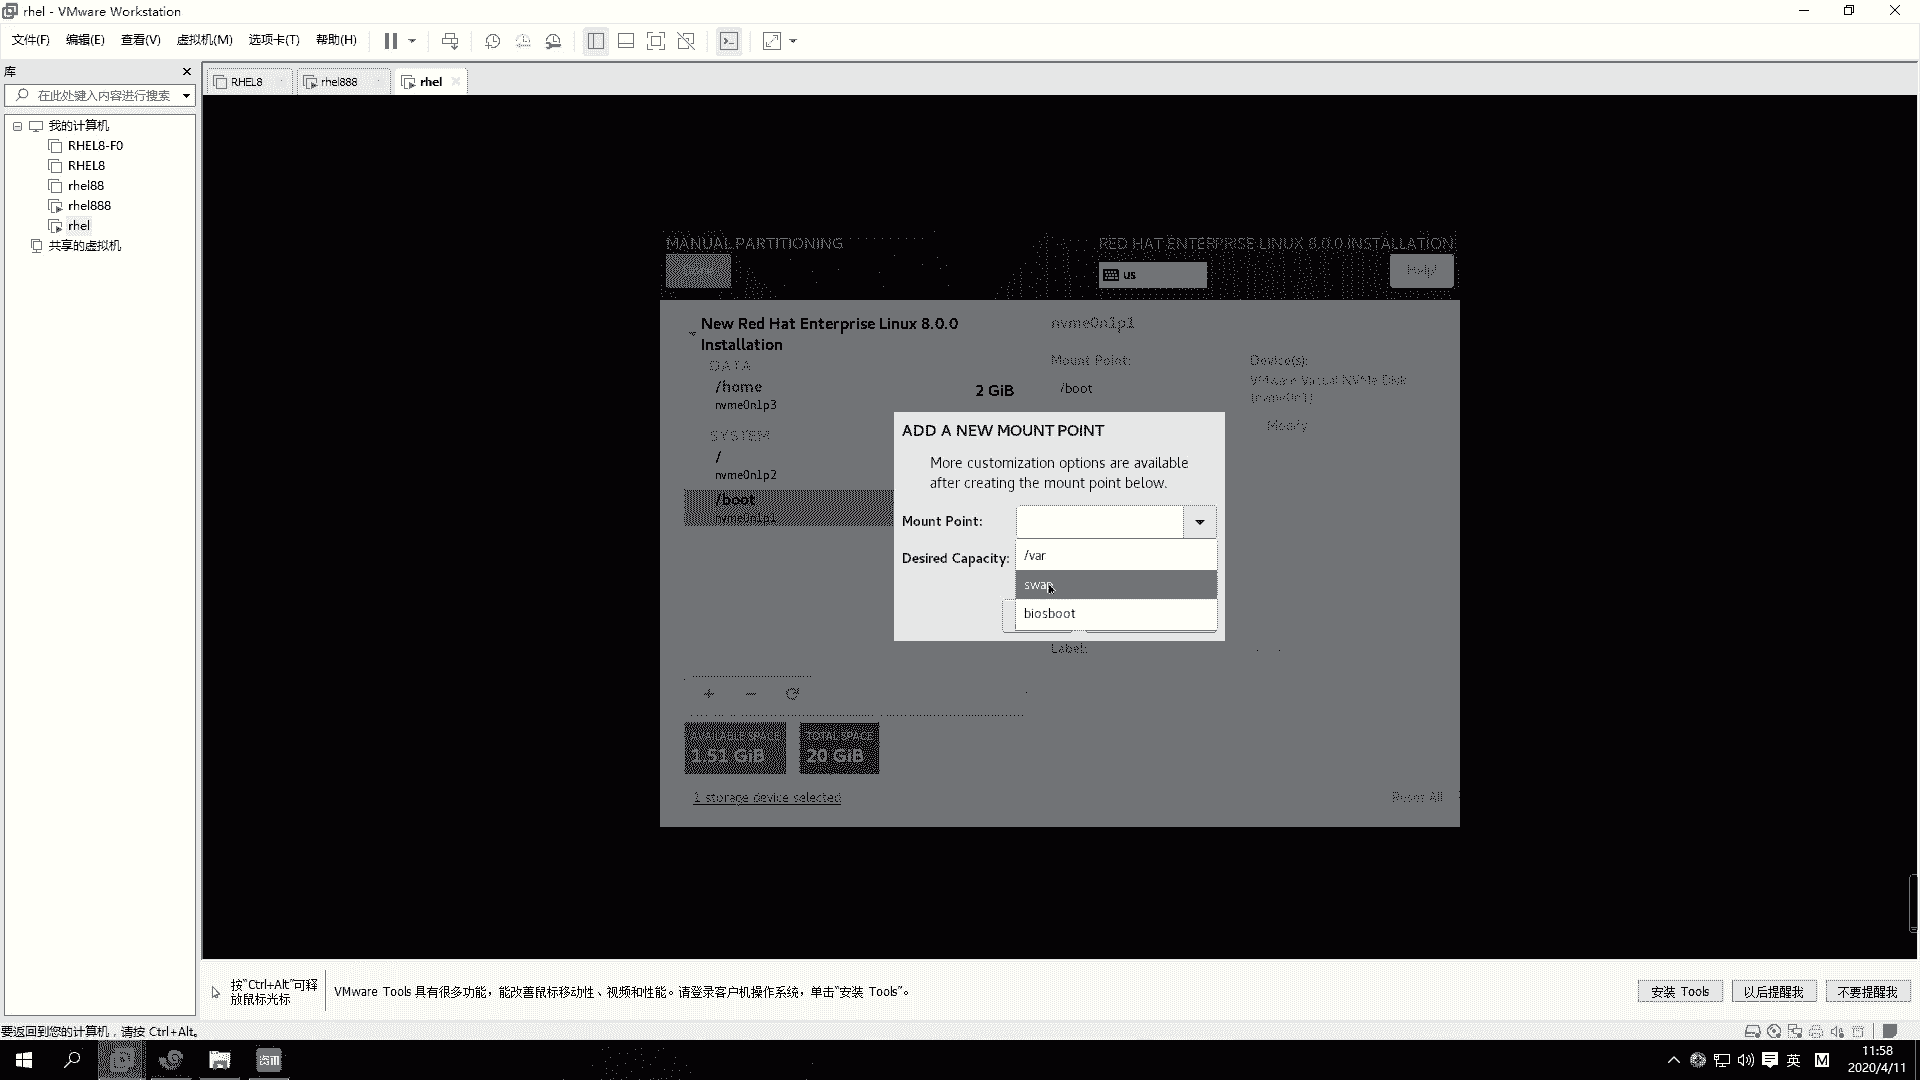 rhel - VMware Workstation
文件(F) 编辑(E) 查看(V) 虚拟机(M) 选项卡(T) 帮助(H)
库
在此处键入内容进行搜索
我的计算机
RHEL8-F0
RHEL8
rhel88
rhel888
rhel
共享的虚拟机
RHEL8 rhel888 rhel
MANUAL PARTITIONING
RED HAT ENTERPRISE LINUX 8.0.0 INSTALLATION
us
Help!
New Red Hat Enterprise Linux 8.0.0
Installation
DATA
/home
2 GiB
nvme0n1p3
SYSTEM
/
nvme0n1p2
/boot
nvme0n1p1
nvme0n1p1
Mount Point:
/boot
Device(s):
VMware Virtual NVMe Disk
(nvme0n1)
Modify
ADD A NEW MOUNT POINT
More customization options are available
after creating the mount point below.
Mount Point:
Desired Capacity:
/var
swap
biosboot
Label:
+ −
AVAILABLE SPACE
1.51 GiB
TOTAL SPACE
20 GiB
1 storage device selected
Reset All
按"Ctrl+Alt"可释
放鼠标光标
VMware Tools 具有很多功能，能改善鼠标移动性、视频和性能。请登录客户机操作系统，单击"安装 Tools"。
安装 Tools 以后提醒我 不要提醒我
要返回到您的计算机，请按 Ctrl+Alt。
资讯
英
M
11:58
2020/4/11